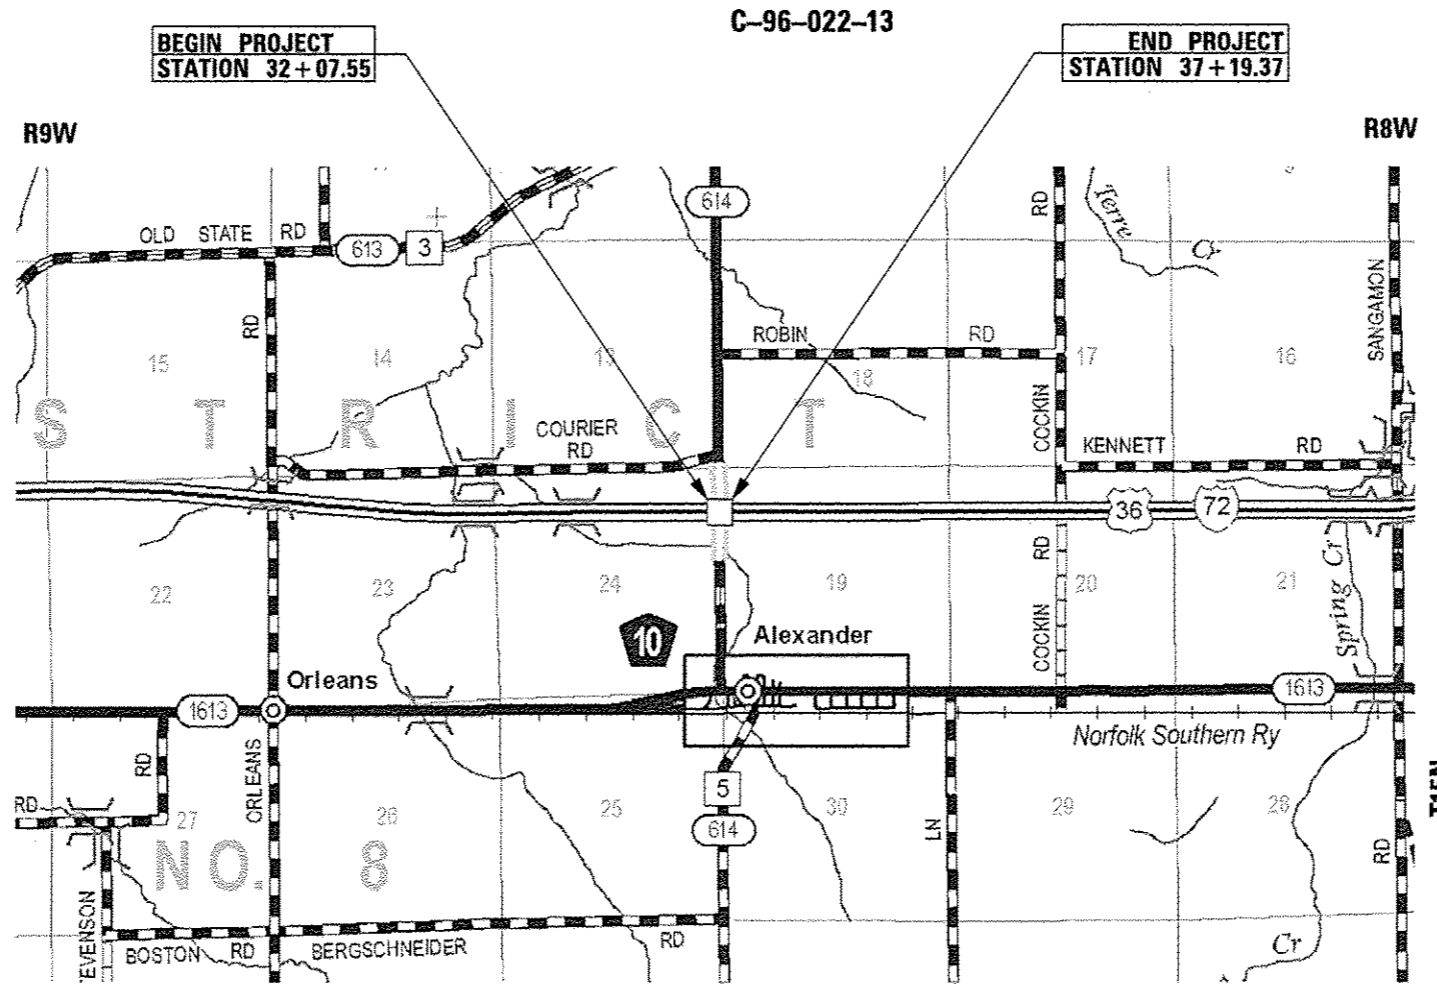 C-96-022-13
BEGIN PROJECT
STATION 32+07.55
END PROJECT
STATION 37+19.37
R9W
R8W
OLD STATE RD
613
3
614
RD
Terre
Cr
SANGAMON
RD
ROBIN RD
15
14
13
18
17
16
S T R I C T
COURIER
RD
COCKIN
KENNETT RD
36
72
22
23
24
19
RD
20
21
Spring Cr
10
Alexander
COCKIN
Orleans
1613
1613
Norfolk Southern Ry
RD
ORLEANS
5
T15N
RD
27
26
25
614
30
LN
29
28
RD
NO. 8
TEVENSON
BOSTON RD
BERGSCHNEIDER RD
Cr